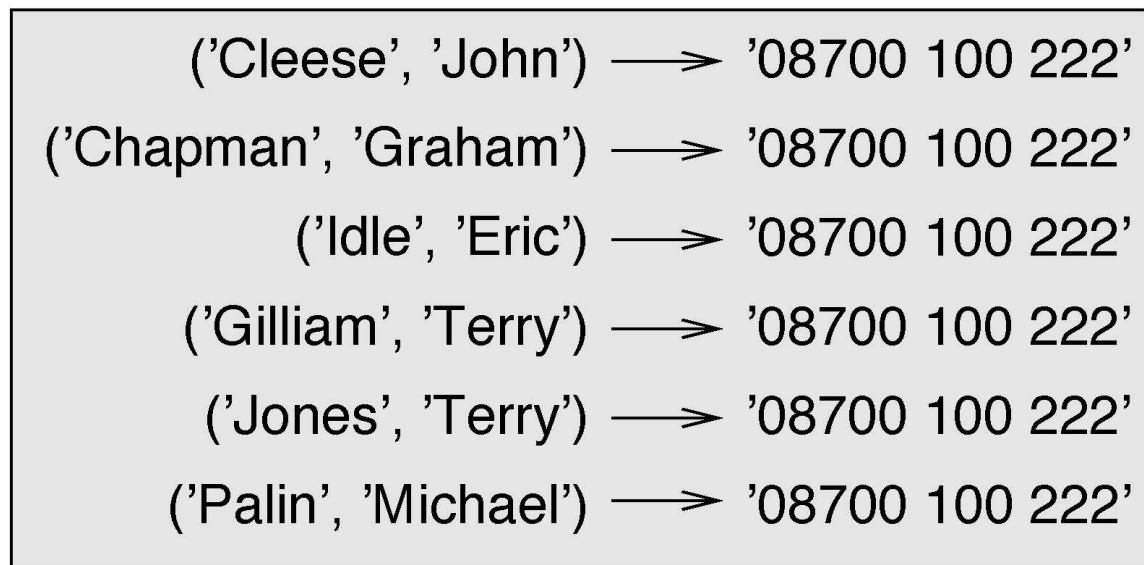 ('Cleese', 'John') → '08700 100 222'
('Chapman', 'Graham') → '08700 100 222'
('Idle', 'Eric') → '08700 100 222'
('Gilliam', 'Terry') → '08700 100 222'
('Jones', 'Terry') → '08700 100 222'
('Palin', 'Michael') → '08700 100 222'